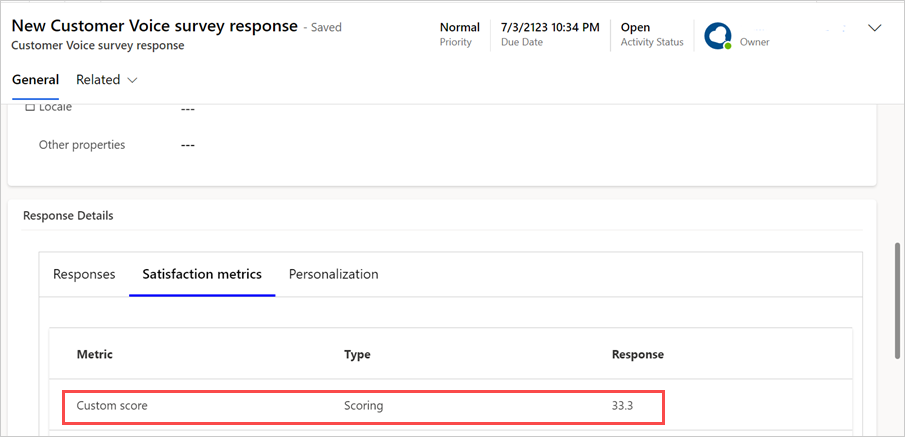 New Customer Voice survey response - Saved
Customer Voice survey response
Normal
Priority
7/3/2123 10:34 PM
Due Date
Open
Activity Status
Owner
General Related
Locale ---
Other properties ---
Response Details
Responses Satisfaction metrics Personalization
Metric Type Response
Custom score Scoring 33.3